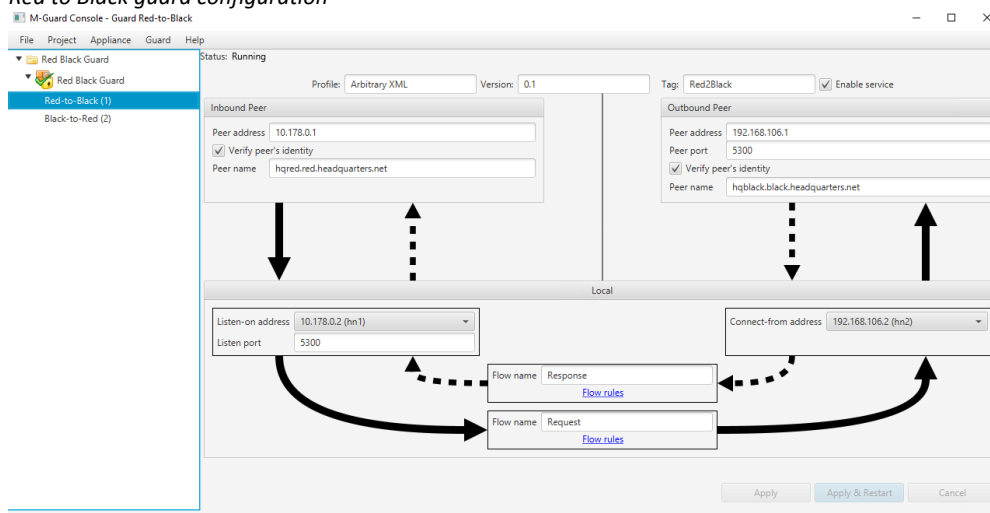 Red to Black guard configuration
M-Guard Console - Guard Red-to-Black
File Project Appliance Guard Help
Red Black Guard
Red Black Guard
Red-to-Black (1)
Black-to-Red (2)
Status: Running
Profile: Arbitrary XML Version: 0.1 Tag: Red2Black Enable service
Inbound Peer
Peer address 10.178.0.1
Verify peer's identity
Peer name hqred.red.headquarters.net
Outbound Peer
Peer address 192.168.106.1
Peer port 5300
Verify peer's identity
Peer name hqblack.black.headquarters.net
Local
Listen-on address 10.178.0.2 (hn1)
Listen port 5300
Connect-from address 192.168.106.2 (hn2)
Flow name Response
Flow rules
Flow name Request
Flow rules
Apply Apply & Restart Cancel